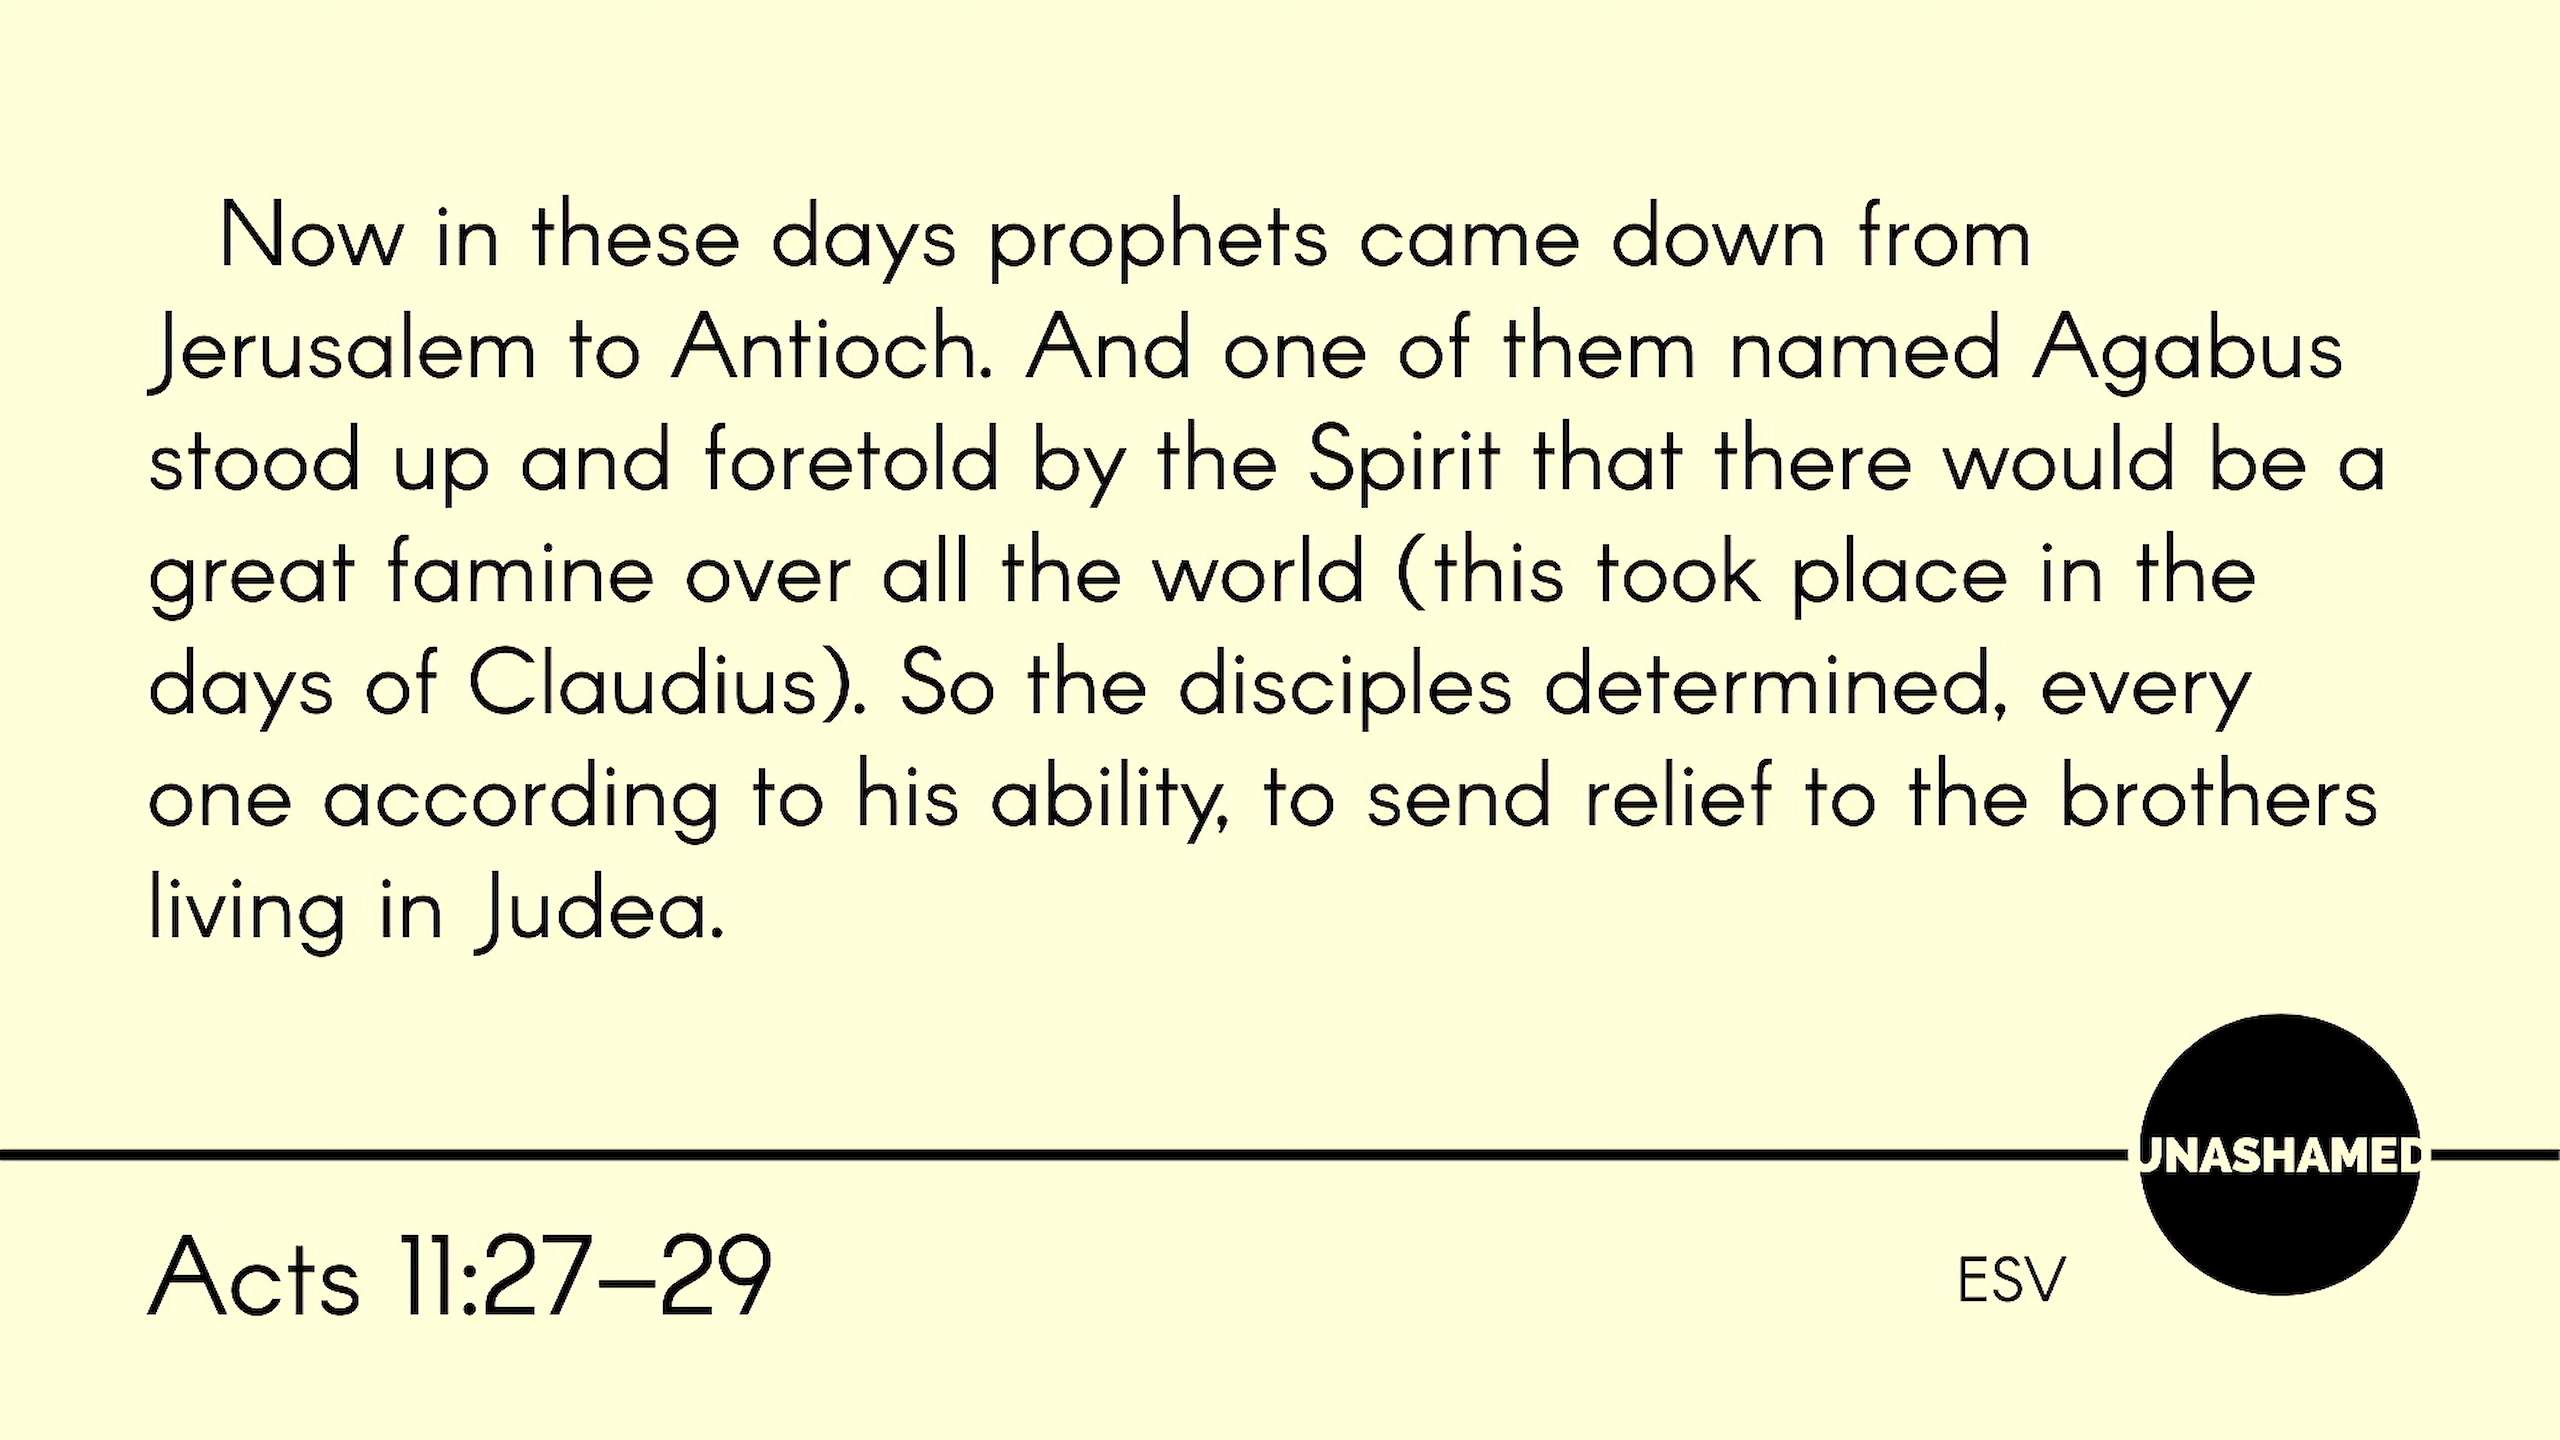 Now in these days prophets came down from
Jerusalem to Antioch. And one of them named Agabus
stood up and foretold by the Spirit that there would be a
great famine over all the world (this took place in the
days of Claudius). So the disciples determined, every
one according to his ability, to send relief to the brothers
living in Judea.
UNASHAMED
Acts 11:27–29
ESV